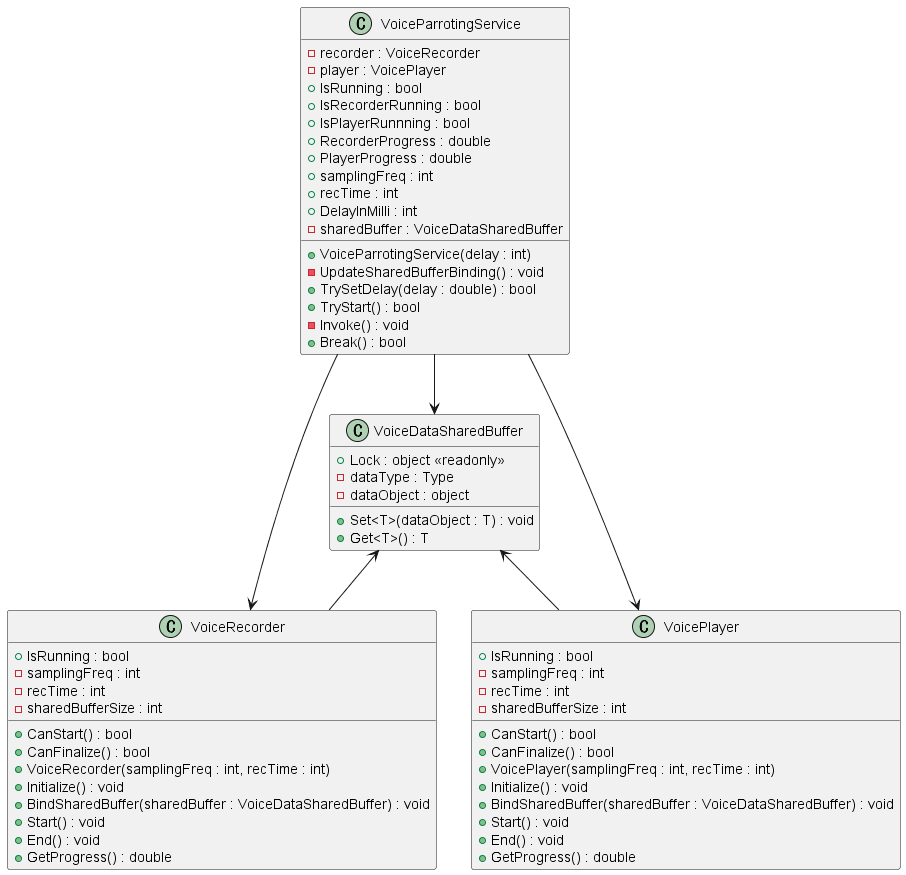 C VoiceParrotingService
recorder : VoiceRecorder
player : VoicePlayer
IsRunning : bool
IsRecorderRunning : bool
IsPlayerRunnning : bool
RecorderProgress : double
PlayerProgress : double
samplingFreq : int
recTime : int
DelayInMilli : int
sharedBuffer : VoiceDataSharedBuffer
VoiceParrotingService(delay : int)
UpdateSharedBufferBinding() : void
TrySetDelay(delay : double) : bool
TryStart() : bool
Invoke() : void
Break() : bool
C VoiceDataSharedBuffer
Lock : object «readonly»
dataType : Type
dataObject : object
Set<T>(dataObject : T) : void
Get<T>() : T
C VoiceRecorder
IsRunning : bool
samplingFreq : int
recTime : int
sharedBufferSize : int
CanStart() : bool
CanFinalize() : bool
VoiceRecorder(samplingFreq : int, recTime : int)
Initialize() : void
BindSharedBuffer(sharedBuffer : VoiceDataSharedBuffer) : void
Start() : void
End() : void
GetProgress() : double
C VoicePlayer
IsRunning : bool
samplingFreq : int
recTime : int
sharedBufferSize : int
CanStart() : bool
CanFinalize() : bool
VoicePlayer(samplingFreq : int, recTime : int)
Initialize() : void
BindSharedBuffer(sharedBuffer : VoiceDataSharedBuffer) : void
Start() : void
End() : void
GetProgress() : double